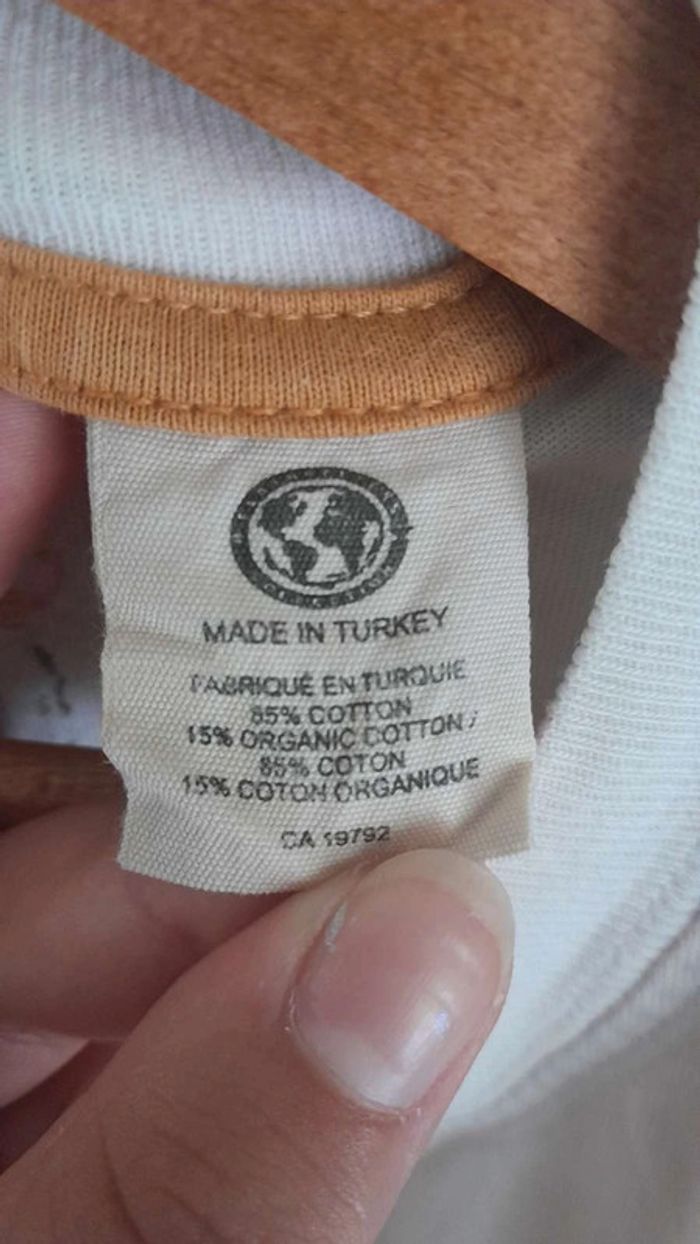 MADE IN TURKEY
FABRIQUÉ EN TURQUIE
85% COTTON
15% ORGANIC COTTON /
85% COTON
15% COTON ORGANIQUE
CA 19792